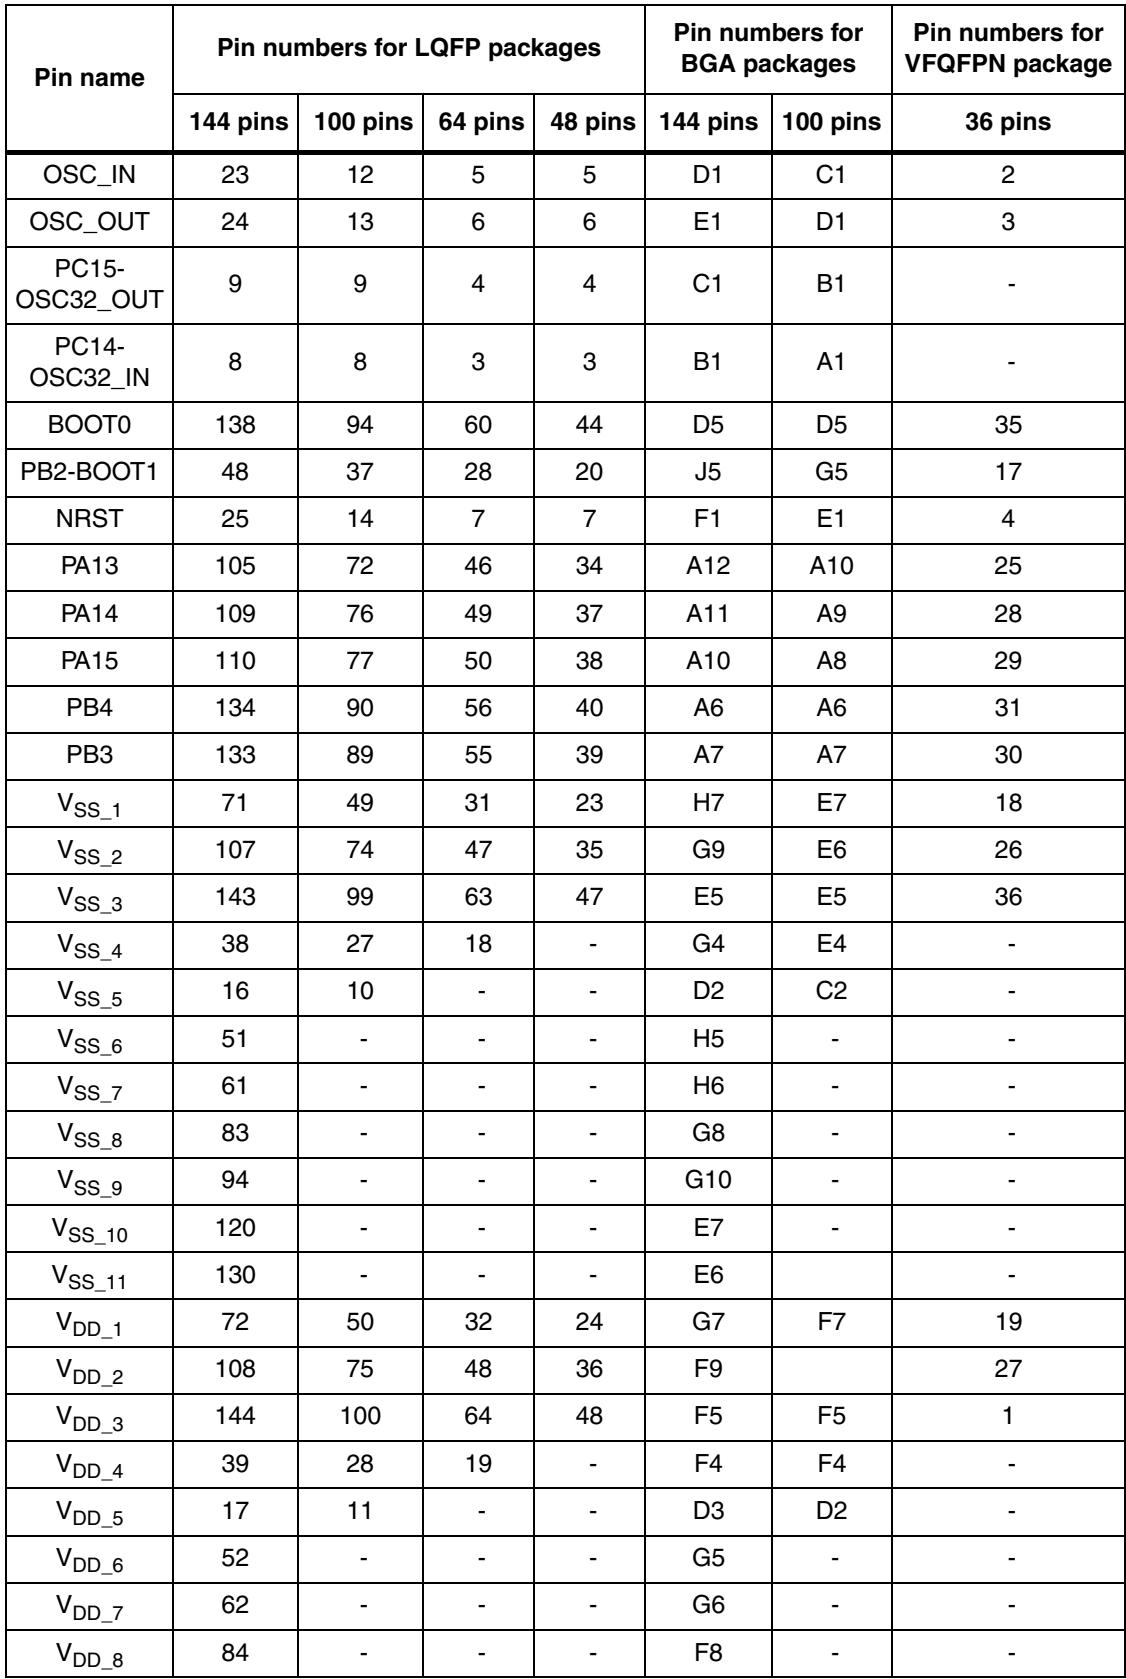 Pin name Pin numbers for LQFP packages Pin numbers for BGA packages Pin numbers for VFQFPN package
144 pins 100 pins 64 pins 48 pins 144 pins 100 pins 36 pins
OSC_IN 23 12 5 5 D1 C1 2
OSC_OUT 24 13 6 6 E1 D1 3
PC15-
OSC32_OUT 9 9 4 4 C1 B1 -
PC14-
OSC32_IN 8 8 3 3 B1 A1 -
BOOT0 138 94 60 44 D5 D5 35
PB2-BOOT1 48 37 28 20 J5 G5 17
NRST 25 14 7 7 F1 E1 4
PA13 105 72 46 34 A12 A10 25
PA14 109 76 49 37 A11 A9 28
PA15 110 77 50 38 A10 A8 29
PB4 134 90 56 40 A6 A6 31
PB3 133 89 55 39 A7 A7 30
VSS_1 71 49 31 23 H7 E7 18
VSS_2 107 74 47 35 G9 E6 26
VSS_3 143 99 63 47 E5 E5 36
VSS_4 38 27 18 - G4 E4 -
VSS_5 16 10 - - D2 C2 -
VSS_6 51 - - - H5 - -
VSS_7 61 - - - H6 - -
VSS_8 83 - - - G8 - -
VSS_9 94 - - - G10 - -
VSS_10 120 - - - E7 - -
VSS_11 130 - - - E6 -
VDD_1 72 50 32 24 G7 F7 19
VDD_2 108 75 48 36 F9 27
VDD_3 144 100 64 48 F5 F5 1
VDD_4 39 28 19 - F4 F4 -
VDD_5 17 11 - - D3 D2 -
VDD_6 52 - - - G5 - -
VDD_7 62 - - - G6 - -
VDD_8 84 - - - F8 - -